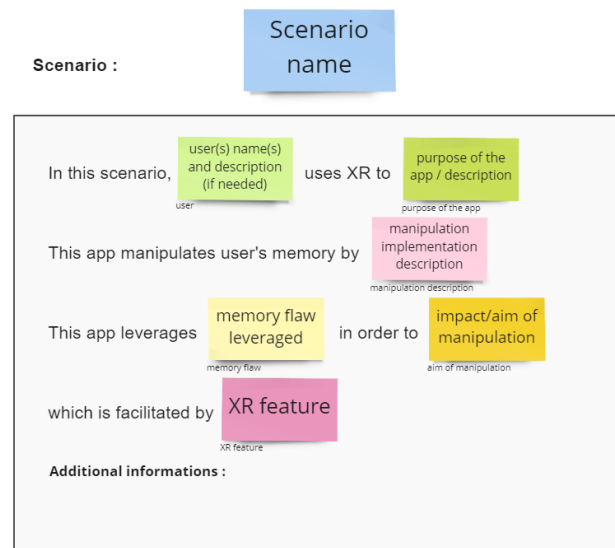 Scenario :
Scenario
name
In this scenario,
user(s) name(s)
and description
(if needed)
user
uses XR to
purpose of the
app / description
purpose of the app
This app manipulates user's memory by
manipulation
implementation
description
manipulation description
This app leverages
memory flaw
leveraged
memory flaw
in order to
impact/aim of
manipulation
aim of manipulation
which is facilitated by
XR feature
XR feature
Additional informations :